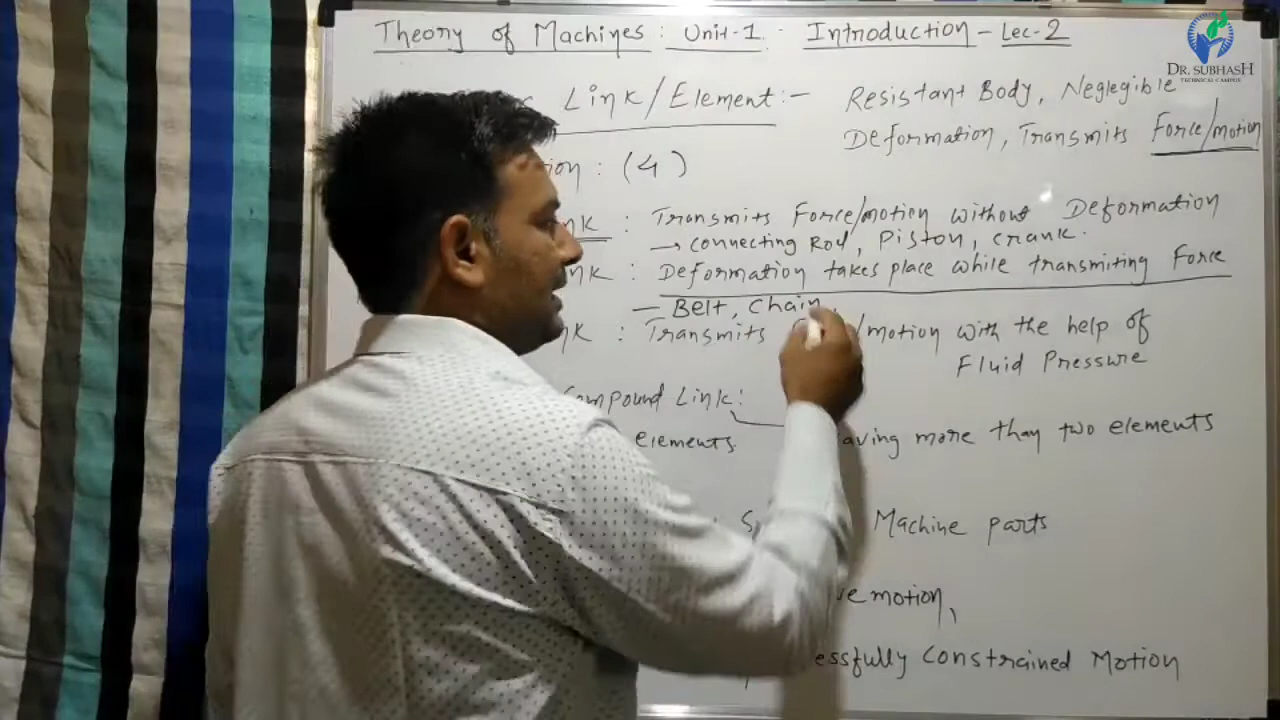 Theory of Machines : Unit-1 - Introduction - Lec-2
DR. SUBHASH
TECHNICAL CAMPUS
Link/Element :- Resistant Body, Neglegible
Deformation, Transmits Force/motion
ion : (4)
nk : Transmits Force/motion without Deformation
→ connecting Rod, Piston, crank.
nk : Deformation takes place while transmiting Force
- Belt, Chain
nk : Transmits /motion with the help of
Fluid Pressure
ompound Link :
elements aving more than two elements
Machine parts
ve motion,
essfully Constrained Motion